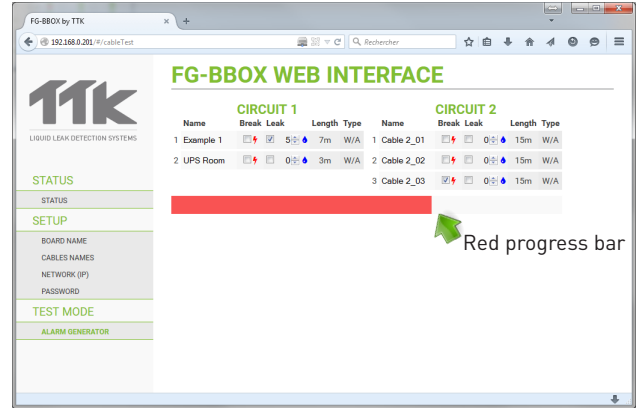 FG-BBOX by TTK
192.168.0.201/#/cableTest
Rechercher
TTK
LIQUID LEAK DETECTION SYSTEMS
STATUS
STATUS
SETUP
BOARD NAME
CABLES NAMES
NETWORK (IP)
PASSWORD
TEST MODE
ALARM GENERATOR
FG-BBOX WEB INTERFACE
CIRCUIT 1
Name Break Leak Length Type
1 Example 1 5 7m W/A
2 UPS Room 0 3m W/A
CIRCUIT 2
Name Break Leak Length Type
1 Cable 2_01 0 15m W/A
2 Cable 2_02 0 15m W/A
3 Cable 2_03 0 15m W/A
Red progress bar